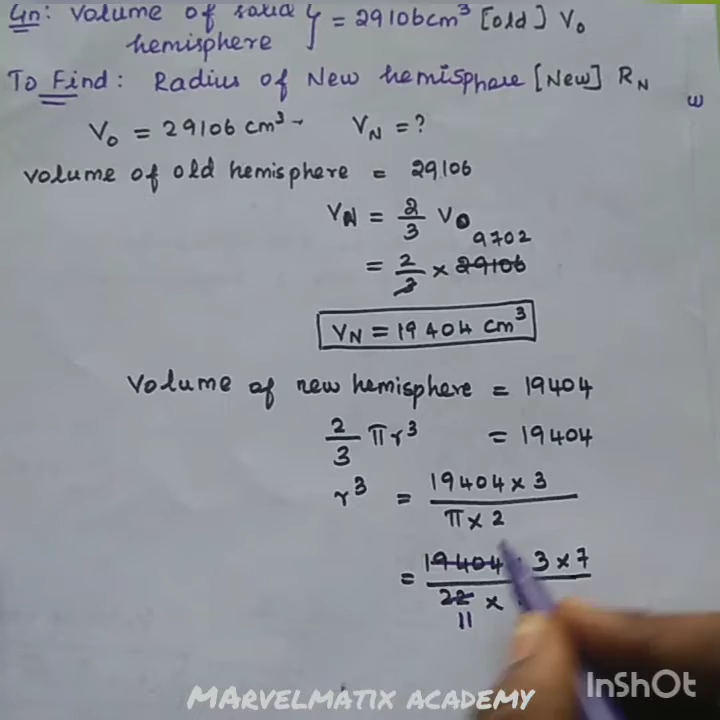 Gn: Volume of solid } = 29106cm³ [old] V₀
hemisphere
To Find: Radius of New hemisphere [New] R_N
V₀ = 29106 cm³. V_N = ?
Volume of old hemisphere = 29106
V_N = 2/3 V₀
9702
= 2/3 × 29106
V_N = 19404 cm³
Volume of new hemisphere = 19404
2/3 πr³ = 19404
r³ = 19404 × 3 / π × 2
= 19404 3 × 7 / 22 ×
11
MARVELMATIX ACADEMY
InShOt